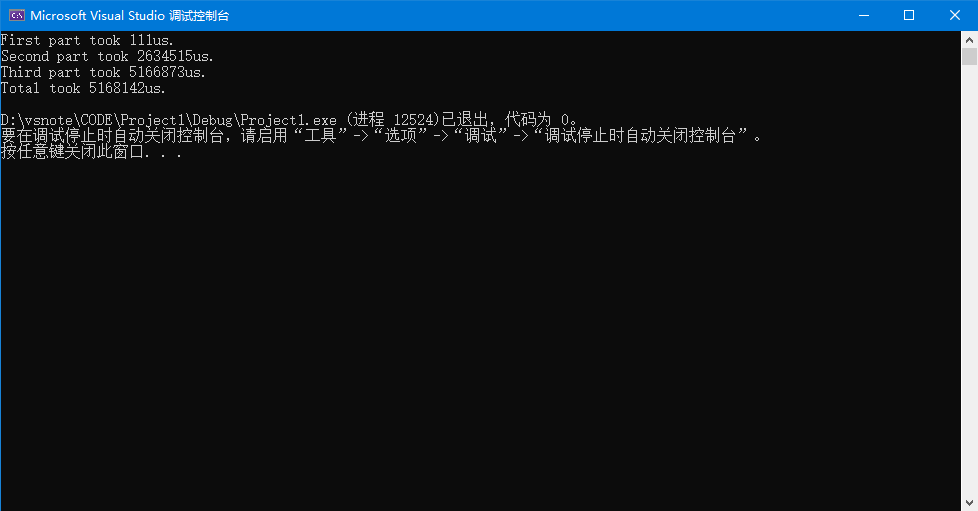 Microsoft Visual Studio 调试控制台
First part took 111us.
Second part took 2634515us.
Third part took 5166873us.
Total took 5168142us.
D:\vsnote\CODE\Project1\Debug\Project1.exe (进程 12524)已退出，代码为 0。
要在调试停止时自动关闭控制台，请启用“工具”->“选项”->“调试”->“调试停止时自动关闭控制台”。
按任意键关闭此窗口. . .